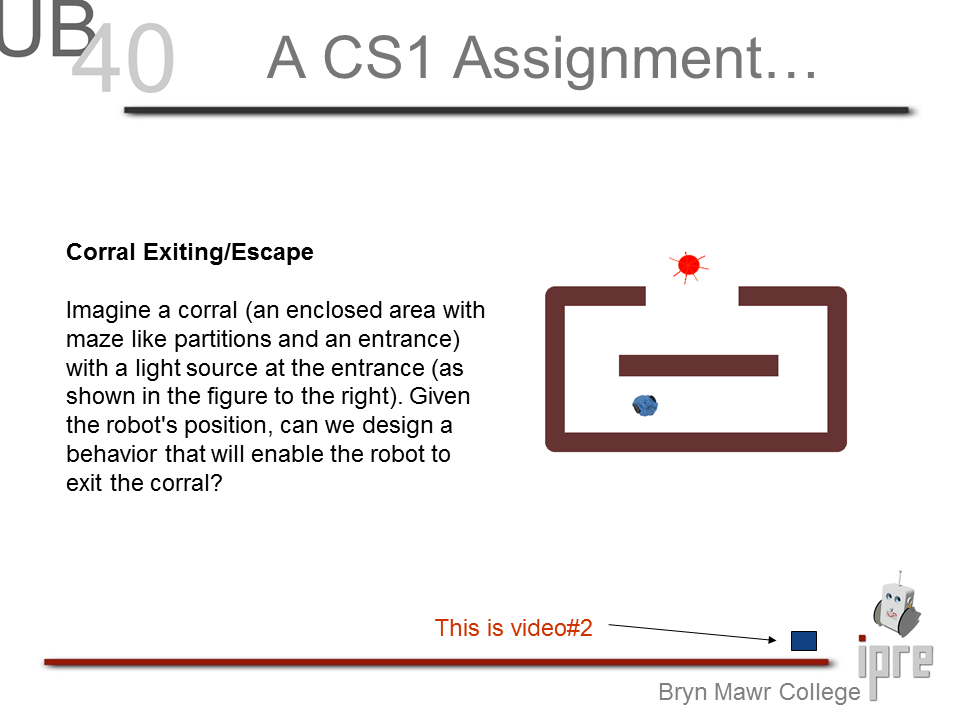 UB
40
A CS1 Assignment…
Corral Exiting/Escape
Imagine a corral (an enclosed area with
maze like partitions and an entrance)
with a light source at the entrance (as
shown in the figure to the right). Given
the robot's position, can we design a
behavior that will enable the robot to
exit the corral?
This is video#2
ipre
Bryn Mawr College